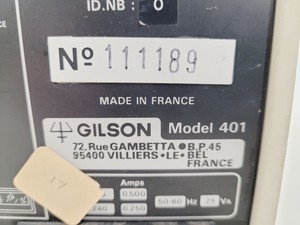 ID.NB: 0
Nº 111189
MADE IN FRANCE
GILSON Model 401
72, Rue GAMBETTA ● B.P.45
95400 VILLIERS • LE • BEL
FRANCE
Amps
0.500
50-60 Hz 25 VA
240 0.250
17